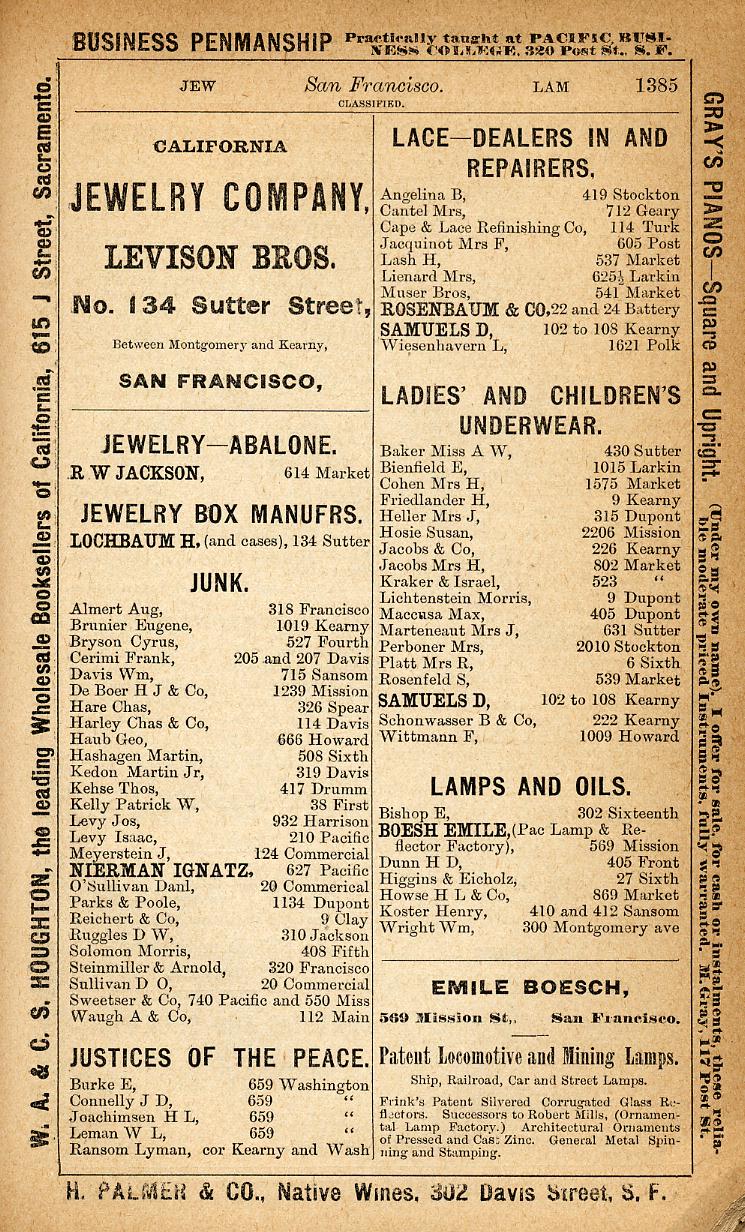 BUSINESS PENMANSHIP Practically taught at PACIFIC BUSI-
NESS COLLEGE, 320 Post St., S. F.
JEW San Francisco. LAM 1385
CLASSIFIED.
CALIFORNIA
JEWELRY COMPANY,
LEVISON BROS.
No. 134 Sutter Street,
Between Montgomery and Kearny,
SAN FRANCISCO,
JEWELRY—ABALONE.
R W JACKSON, 614 Market
JEWELRY BOX MANUFRS.
LOCHBAUM H, (and cases), 134 Sutter
JUNK.
Almert Aug, 318 Francisco
Brunier Eugene, 1019 Kearny
Bryson Cyrus, 527 Fourth
Cerimi Frank, 205 and 207 Davis
Davis Wm, 715 Sansom
De Boer H J & Co, 1239 Mission
Hare Chas, 326 Spear
Harley Chas & Co, 114 Davis
Haub Geo, 666 Howard
Hashagen Martin, 508 Sixth
Kedon Martin Jr, 319 Davis
Kehse Thos, 417 Drumm
Kelly Patrick W, 38 First
Levy Jos, 932 Harrison
Levy Isaac, 210 Pacific
Meyerstein J, 124 Commercial
NIERMAN IGNATZ, 627 Pacific
O'Sullivan Danl, 20 Commerical
Parks & Poole, 1134 Dupont
Reichert & Co, 9 Clay
Ruggles D W, 310 Jackson
Solomon Morris, 408 Fifth
Steinmiller & Arnold, 320 Francisco
Sullivan D O, 20 Commercial
Sweetser & Co, 740 Pacific and 550 Miss
Waugh A & Co, 112 Main
JUSTICES OF THE PEACE.
Burke E, 659 Washington
Connelly J D, 659 "
Joachimsen H L, 659 "
Leman W L, 659 "
Ransom Lyman, cor Kearny and Wash
LACE—DEALERS IN AND
REPAIRERS.
Angelina B, 419 Stockton
Cantel Mrs, 712 Geary
Cape & Lace Refinishing Co, 114 Turk
Jacquinot Mrs F, 605 Post
Lash H, 537 Market
Lienard Mrs, 625½ Larkin
Muser Bros, 541 Market
ROSENBAUM & CO, 22 and 24 Battery
SAMUELS D, 102 to 108 Kearny
Wiesenhavern L, 1621 Polk
LADIES' AND CHILDREN'S
UNDERWEAR.
Baker Miss A W, 430 Sutter
Bienfield E, 1015 Larkin
Cohen Mrs H, 1575 Market
Friedlander H, 9 Kearny
Heller Mrs J, 315 Dupont
Hosie Susan, 2206 Mission
Jacobs & Co, 226 Kearny
Jacobs Mrs H, 802 Market
Kraker & Israel, 523 "
Lichtenstein Morris, 9 Dupont
Maccusa Max, 405 Dupont
Marteneaut Mrs J, 631 Sutter
Perboner Mrs, 2010 Stockton
Platt Mrs R, 6 Sixth
Rosenfeld S, 539 Market
SAMUELS D, 102 to 108 Kearny
Schonwasser B & Co, 222 Kearny
Wittmann F, 1009 Howard
LAMPS AND OILS.
Bishop E, 302 Sixteenth
BOESH EMILE, (Pac Lamp & Re-
flector Factory), 569 Mission
Dunn H D, 405 Front
Higgins & Eicholz, 27 Sixth
Howse H L & Co, 869 Market
Koster Henry, 410 and 412 Sansom
Wright Wm, 300 Montgomery ave
EMILE BOESCH,
569 Mission St,, San Francisco.
Patent Locomotive and Mining Lamps.
Ship, Railroad, Car and Street Lamps.
Frink's Patent Silvered Corrugated Glass Re-
flectors. Successors to Robert Mills, (Ornamen-
tal Lamp Factory.) Architectural Ornaments
of Pressed and Cast Zinc. General Metal Spin-
ning and Stamping.
W. A. & C. S. HOUGHTON, the leading Wholesale Booksellers of California, 615 J Street, Sacramento.
GRAY'S PIANOS—Square and Upright. (Under my own name). I offer for sale, for cash or instalments, these relia-
ble moderate priced Instruments, fully warranted. M. Gray, 117 Post St.
H. PALMER & CO., Native Wines, 302 Davis Street, S. F.